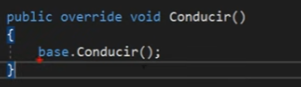 public override void Conducir()
{
base.Conducir();
}